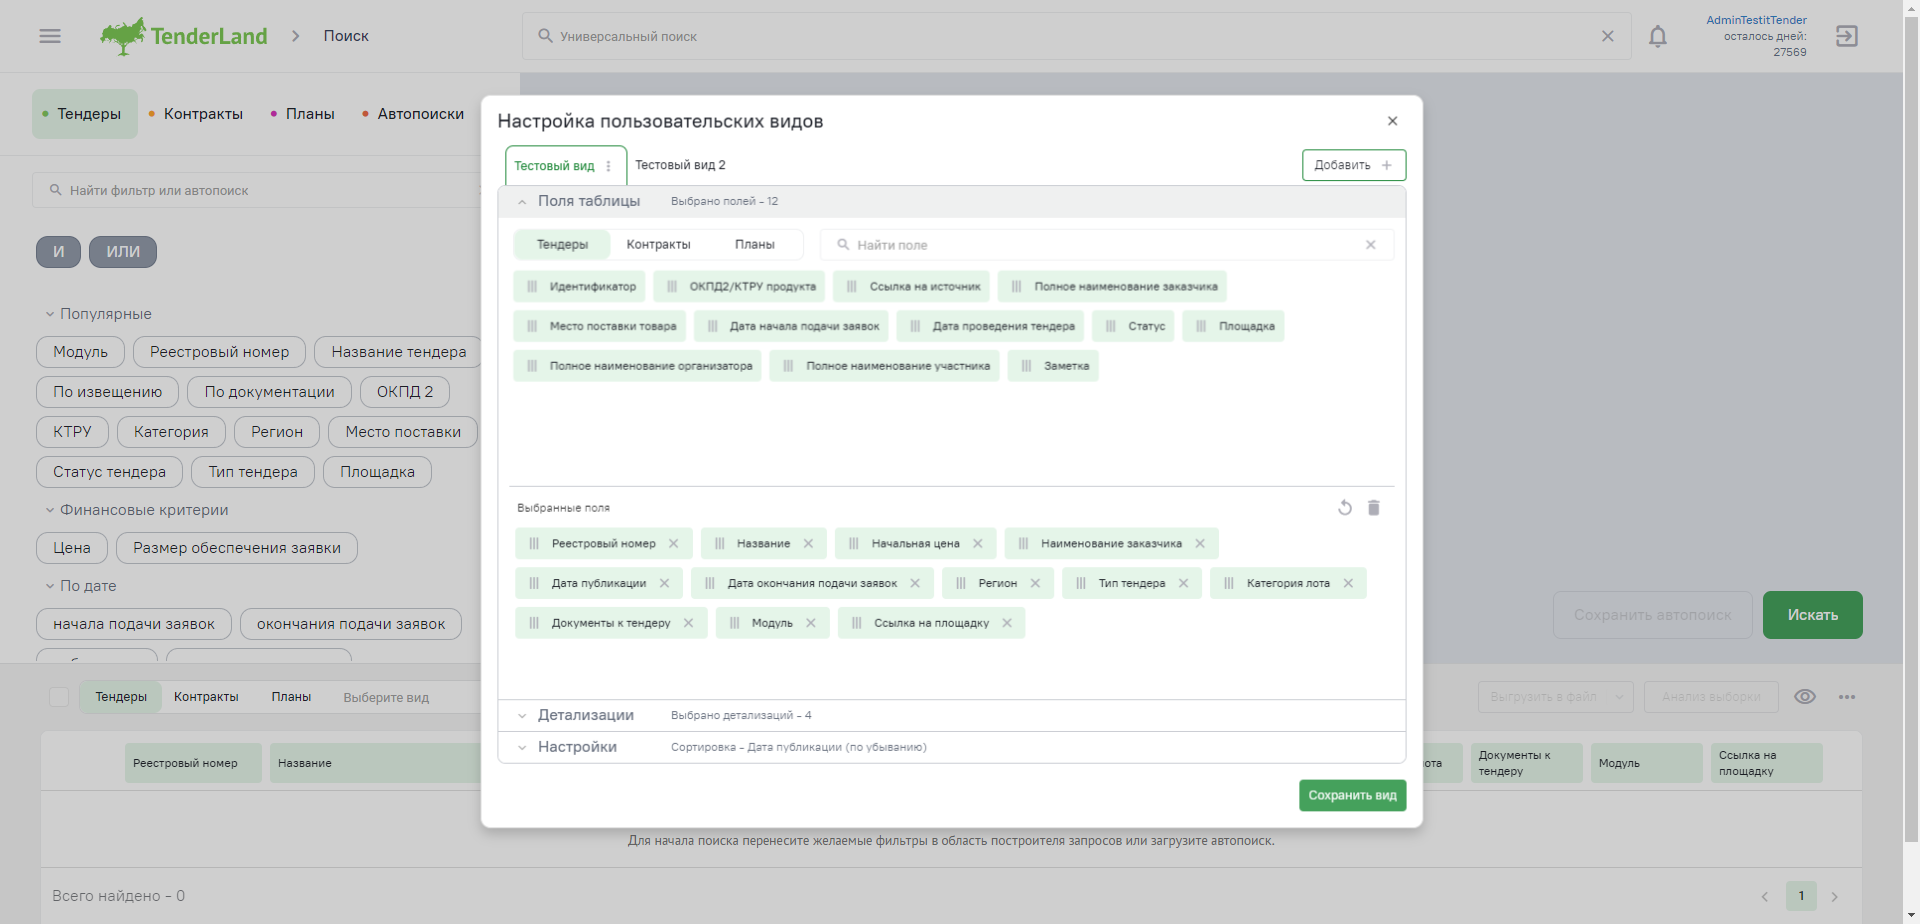 TenderLand
Поиск
Универсальный поиск
AdminTestitTender
осталось дней:
27569
Тендеры
Контракты
Планы
Автопоиски
Найти фильтр или автопоиск
И
ИЛИ
Популярные
Модуль
Реестровый номер
Название тендера
По извещению
По документации
ОКПД 2
КТРУ
Категория
Регион
Место поставки
Статус тендера
Тип тендера
Площадка
Финансовые критерии
Цена
Размер обеспечения заявки
По дате
начала подачи заявок
окончания подачи заявок
Настройка пользовательских видов
Тестовый вид
Тестовый вид 2
Добавить
Поля таблицы
Выбрано полей - 12
Тендеры
Контракты
Планы
Найти поле
Идентификатор
ОКПД2/КТРУ продукта
Ссылка на источник
Полное наименование заказчика
Место поставки товара
Дата начала подачи заявок
Дата проведения тендера
Статус
Площадка
Полное наименование организатора
Полное наименование участника
Заметка
Выбранные поля
Реестровый номер
Название
Начальная цена
Наименование заказчика
Дата публикации
Дата окончания подачи заявок
Регион
Тип тендера
Категория лота
Документы к тендеру
Модуль
Ссылка на площадку
Детализации
Выбрано детализаций - 4
Настройки
Сортировка - Дата публикации (по убыванию)
Сохранить вид
Сохранить автопоиск
Искать
Тендеры
Контракты
Планы
Выберите вид
Выгрузить в файл
Анализ выборки
Реестровый номер
Название
ота
Документы к
тендеру
Модуль
Ссылка на
площадку
Для начала поиска перенесите желаемые фильтры в область построителя запросов или загрузите автопоиск.
Всего найдено - 0
1